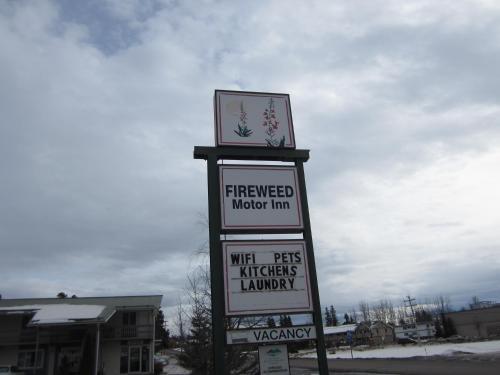 FIREWEED
Motor Inn
WIFI PETS
KITCHENS
LAUNDRY
VACANCY